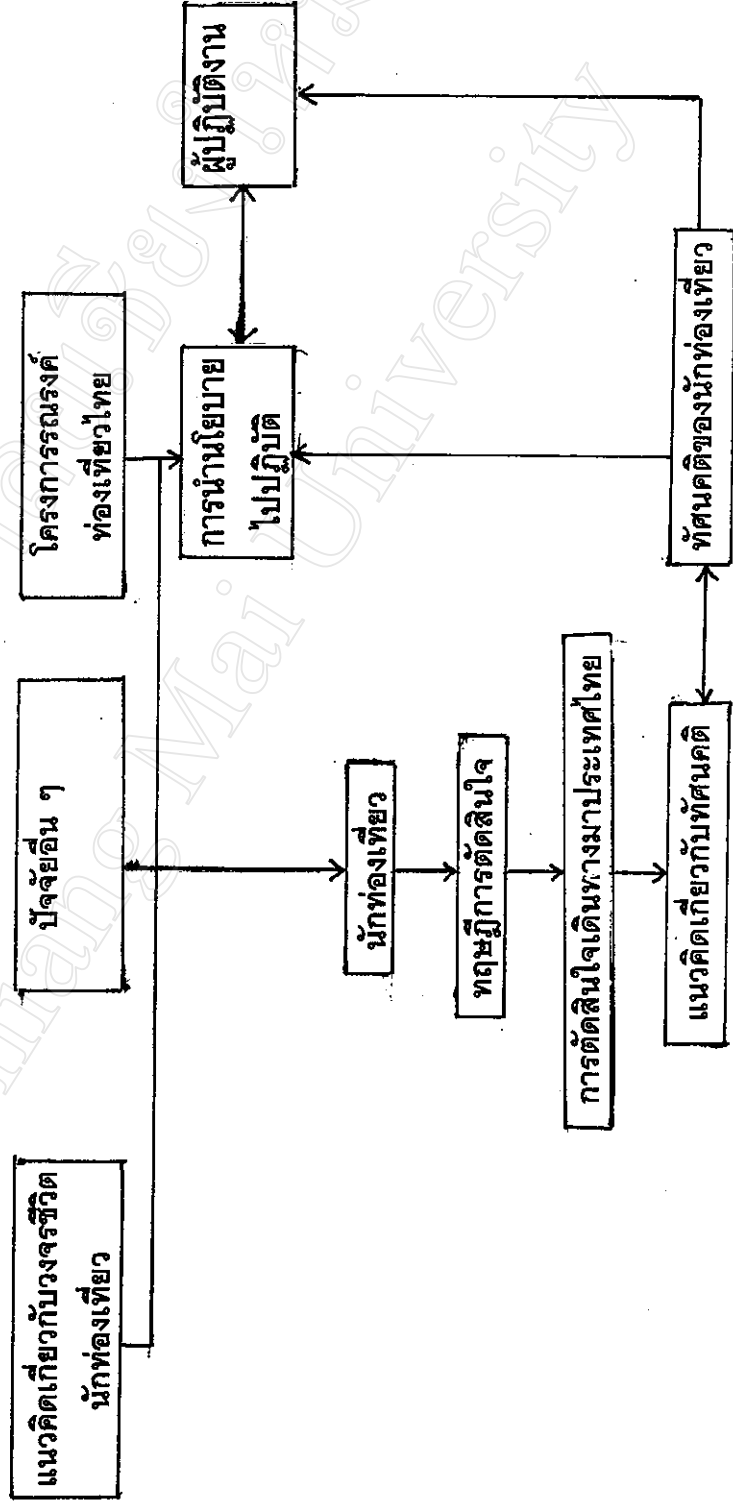 แนวคิดเกี่ยวกับวงจรชีวิต
นักท่องเที่ยว
ปัจจัยอื่น ๆ
โครงการรณรงค์
ท่องเที่ยวไทย
การนำนโยบาย
ไปปฏิบัติ
ผู้ปฏิบัติงาน
นักท่องเที่ยว
ทฤษฎีการตัดสินใจ
การตัดสินใจเดินทางมาประเทศไทย
แนวคิดเกี่ยวกับทัศนคติ
ทัศนคติของนักท่องเที่ยว
Mai University